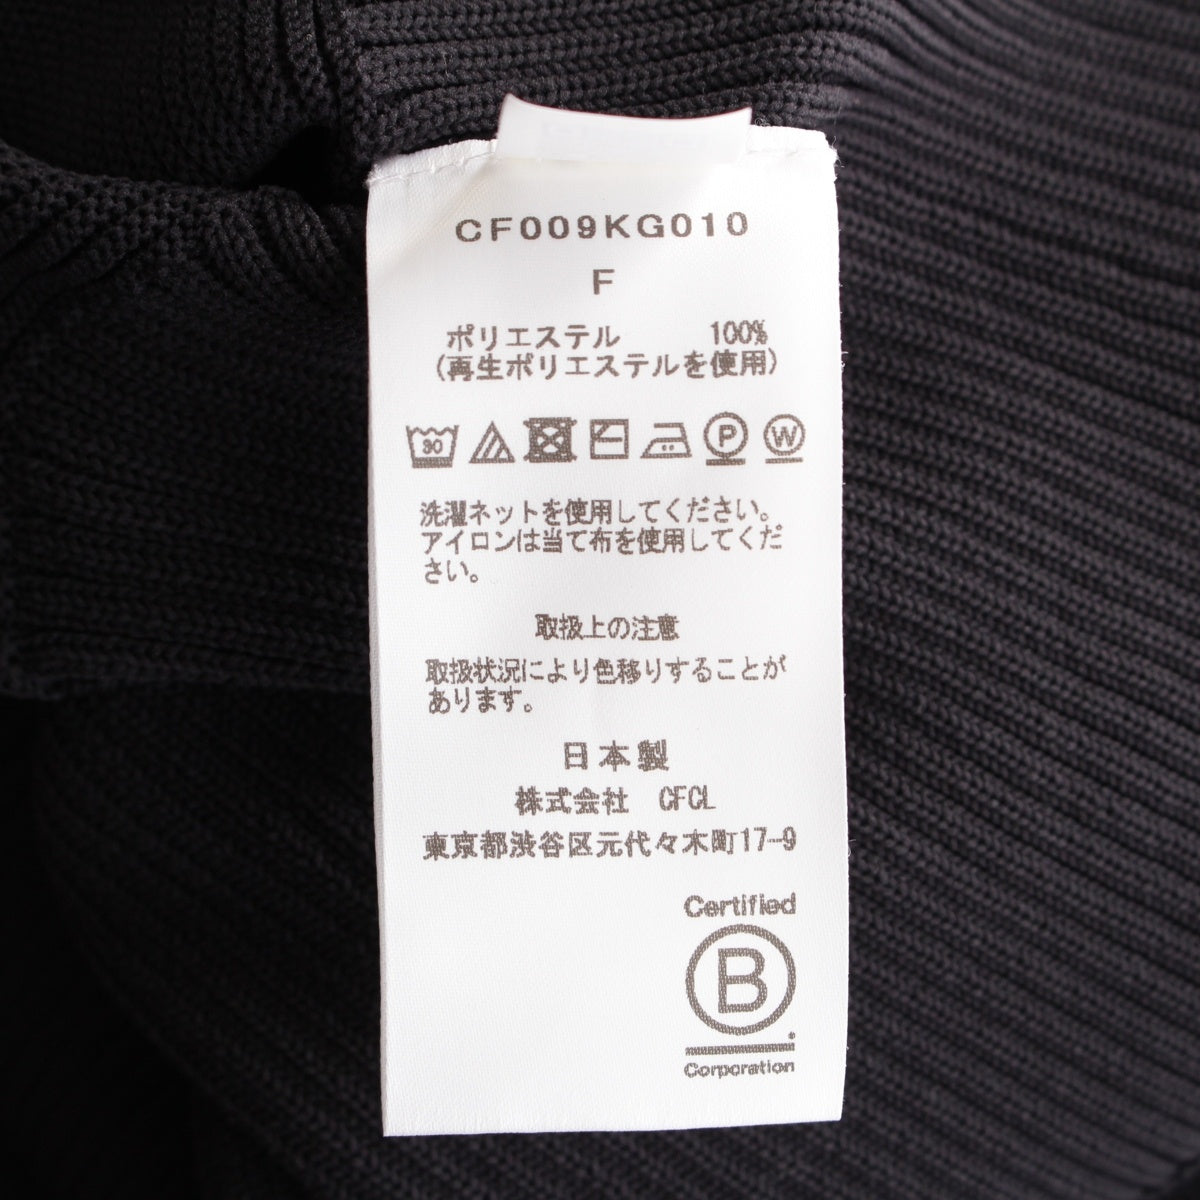 CF009KG010
F
ポリエステル 100%
(再生ポリエステルを使用)
30 P W
洗濯ネットを使用してください。
アイロンは当て布を使用してくだ
さい。
取扱上の注意
取扱状況により色移りすることが
あります。
日本製
株式会社 CFCL
東京都渋谷区元代々木町17-9
Certified
B
Corporation